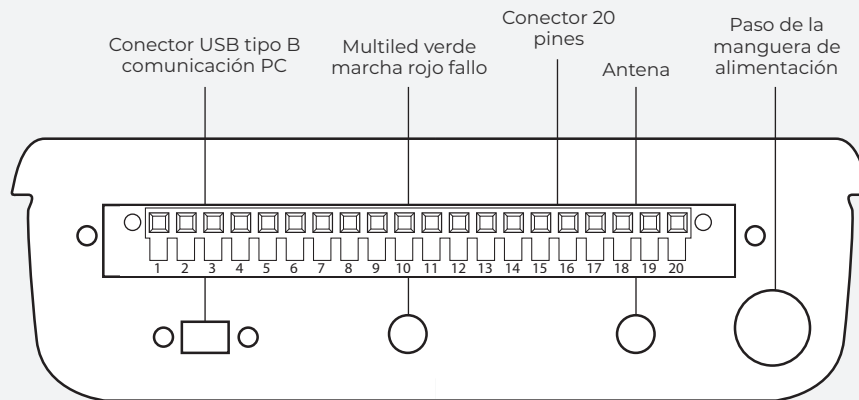 Conector USB tipo B
comunicación PC
Multiled verde
marcha rojo fallo
Conector 20
pines
Antena
Paso de la
manguera de
alimentación
1 2 3 4 5 6 7 8 9 10 11 12 13 14 15 16 17 18 19 20